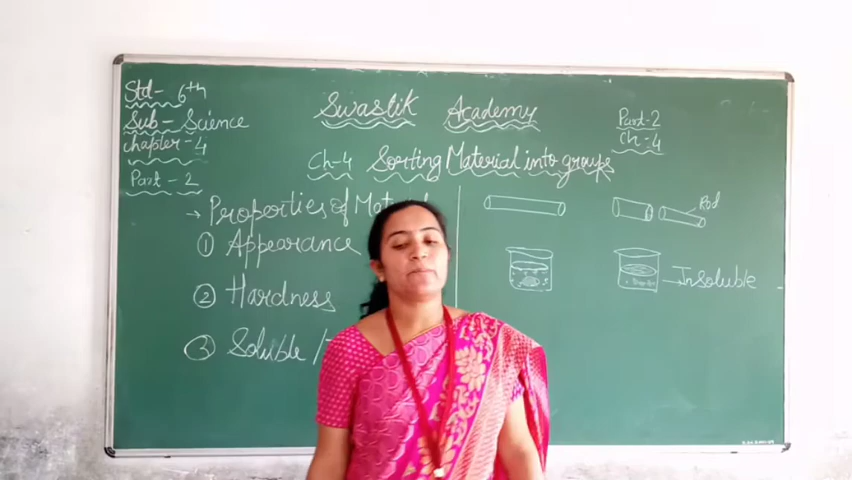 Std- 6th
Sub- Science
chapter- 4
Part- 2
Swastik Academy
Part-2
Ch-4
Ch-4 Sorting Material into groups
→ Properties of
① Appearance
② Hardness
③ Soluble /
Rod
Insoluble